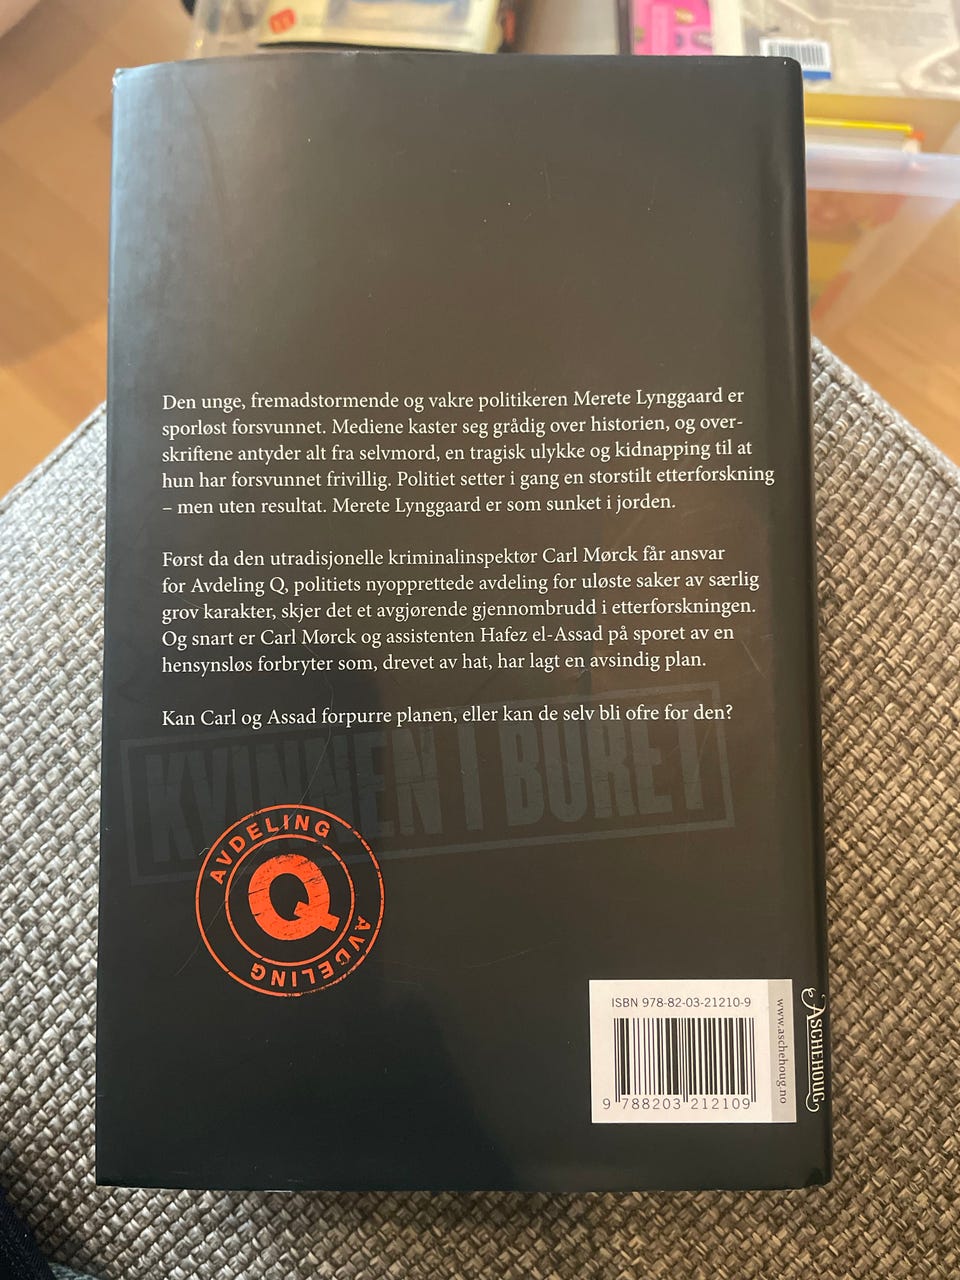 Den unge, fremadstormende og vakre politikeren Merete Lynggaard er
sporløst forsvunnet. Mediene kaster seg grådig over historien, og over-
skriftene antyder alt fra selvmord, en tragisk ulykke og kidnapping til at
hun har forsvunnet frivillig. Politiet setter i gang en storstilt etterforskning
– men uten resultat. Merete Lynggaard er som sunket i jorden.
Først da den utradisjonelle kriminalinspektør Carl Mørck får ansvar
for Avdeling Q, politiets nyopprettede avdeling for uløste saker av særlig
grov karakter, skjer det et avgjørende gjennombrudd i etterforskningen.
Og snart er Carl Mørck og assistenten Hafez el-Assad på sporet av en
hensynsløs forbryter som, drevet av hat, har lagt en avsindig plan.
Kan Carl og Assad forpurre planen, eller kan de selv bli ofre for den?
KVINNEN I BURET
AVDELING
Q
AVDELING
ISBN 978-82-03-21210-9
9 788203 212109
www.aschehoug.no
ASCHEHOUG